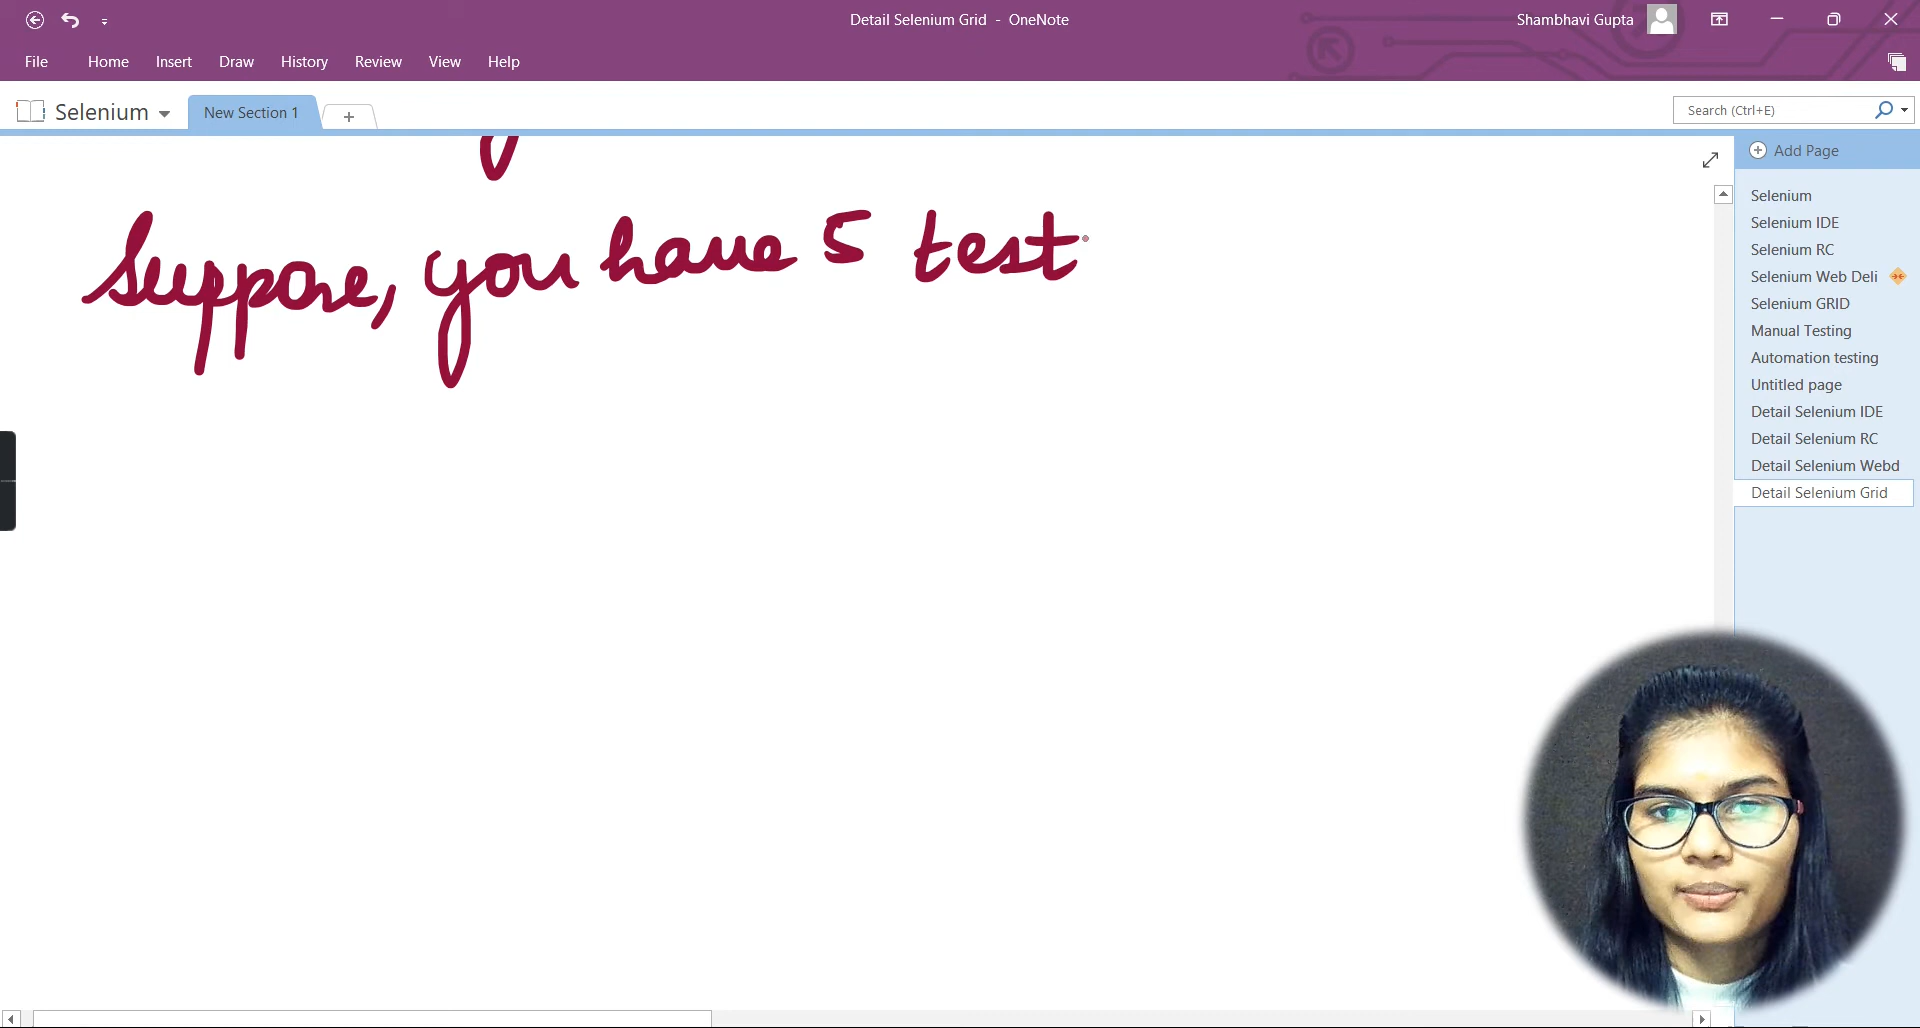 Detail Selenium Grid - OneNote
Shambhavi Gupta
File Home Insert Draw History Review View Help
Selenium
New Section 1
+
Search (Ctrl+E)
Add Page
Suppose, you have 5 test
Selenium
Selenium IDE
Selenium RC
Selenium Web Deli
Selenium GRID
Manual Testing
Automation testing
Untitled page
Detail Selenium IDE
Detail Selenium RC
Detail Selenium Webd
Detail Selenium Grid